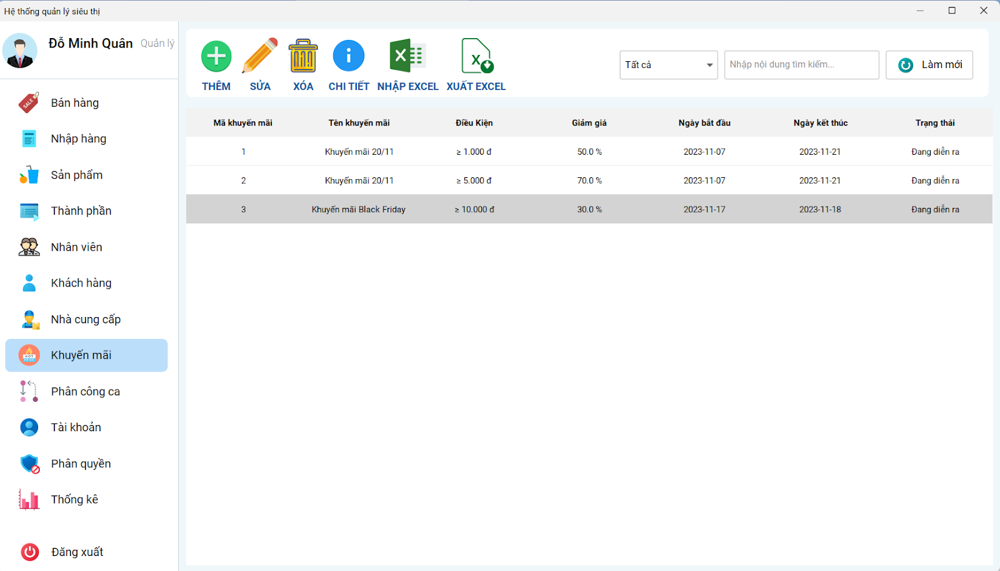 Hệ thống quản lý siêu thị
Đỗ Minh Quân Quản lý
Bán hàng
Nhập hàng
Sản phẩm
Thành phần
Nhân viên
Khách hàng
Nhà cung cấp
Khuyến mãi
Phân công ca
Tài khoản
Phân quyền
Thống kê
Đăng xuất
THÊM SỬA XÓA CHI TIẾT NHẬP EXCEL XUẤT EXCEL
Tất cả Nhập nội dung tìm kiếm... Làm mới
Mã khuyến mãi Tên khuyến mãi Điều Kiện Giảm giá Ngày bắt đầu Ngày kết thúc Trạng thái
1 Khuyến mãi 20/11 ≥ 1.000 đ 50.0 % 2023-11-07 2023-11-21 Đang diễn ra
2 Khuyến mãi 20/11 ≥ 5.000 đ 70.0 % 2023-11-07 2023-11-21 Đang diễn ra
3 Khuyến mãi Black Friday ≥ 10.000 đ 30.0 % 2023-11-17 2023-11-18 Đang diễn ra
SALE
HOT
PRICE